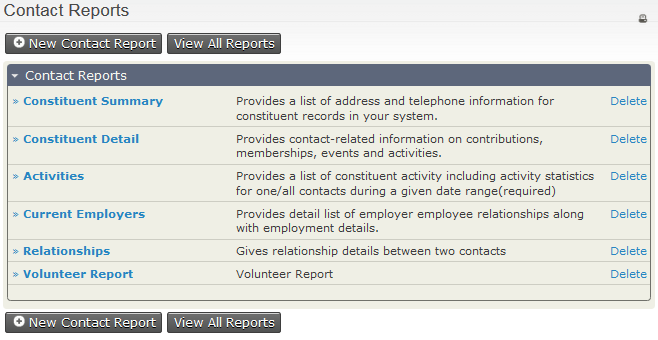 Contact Reports
New Contact Report View All Reports
Contact Reports
» Constituent Summary Provides a list of address and telephone information for Delete
constituent records in your system.
» Constituent Detail Provides contact-related information on contributions, Delete
memberships, events and activities.
» Activities Provides a list of constituent activity including activity statistics Delete
for one/all contacts during a given date range(required)
» Current Employers Provides detail list of employer employee relationships along Delete
with employment details.
» Relationships Gives relationship details between two contacts Delete
» Volunteer Report Volunteer Report Delete
New Contact Report View All Reports